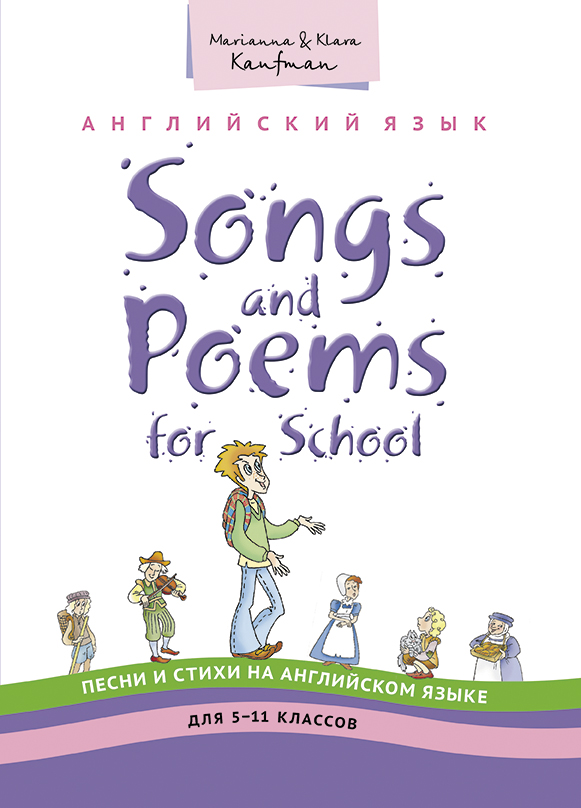 Marianna & Klara
Kaufman
АНГЛИЙСКИЙ ЯЗЫК
Songs
and
Poems
for School
ПЕСНИ И СТИХИ НА АНГЛИЙСКОМ ЯЗЫКЕ
ДЛЯ 5–11 КЛАССОВ